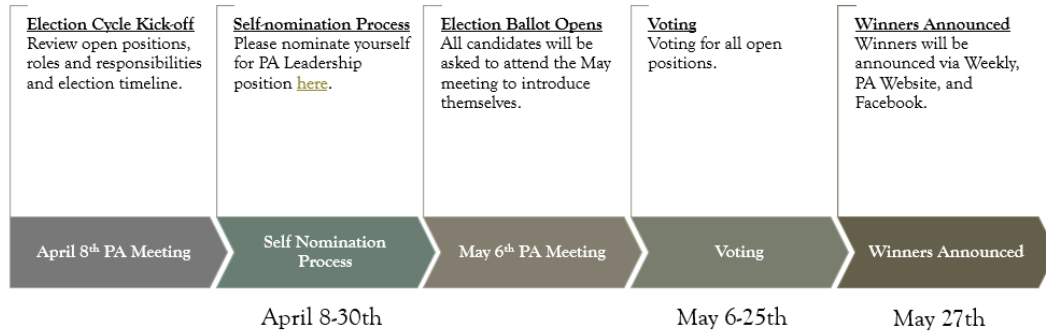 Election Cycle Kick-off
Review open positions,
roles and responsibilities
and election timeline.
Self-nomination Process
Please nominate yourself
for PA Leadership
position here.
Election Ballot Opens
All candidates will be
asked to attend the May
meeting to introduce
themselves.
Voting
Voting for all open
positions.
Winners Announced
Winners will be
announced via Weekly,
PA Website, and
Facebook.
April 8th PA Meeting
Self Nomination
Process
May 6th PA Meeting
Voting
Winners Announced
April 8-30th
May 6-25th
May 27th